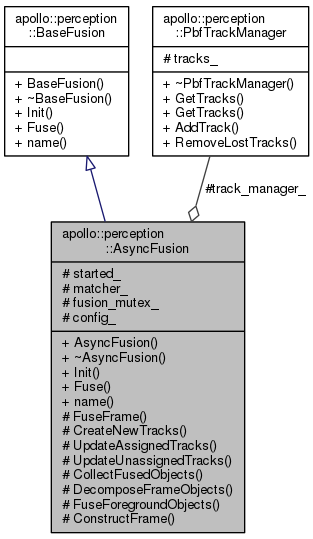 apollo::perception
::BaseFusion
+ BaseFusion()
+ ~BaseFusion()
+ Init()
+ Fuse()
+ name()
apollo::perception
::PbfTrackManager
# tracks_
+ ~PbfTrackManager()
+ GetTracks()
+ GetTracks()
+ AddTrack()
+ RemoveLostTracks()
#track_manager_
apollo::perception
::AsyncFusion
# started_
# matcher_
# fusion_mutex_
# config_
+ AsyncFusion()
+ ~AsyncFusion()
+ Init()
+ Fuse()
+ name()
# FuseFrame()
# CreateNewTracks()
# UpdateAssignedTracks()
# UpdateUnassignedTracks()
# CollectFusedObjects()
# DecomposeFrameObjects()
# FuseForegroundObjects()
# ConstructFrame()